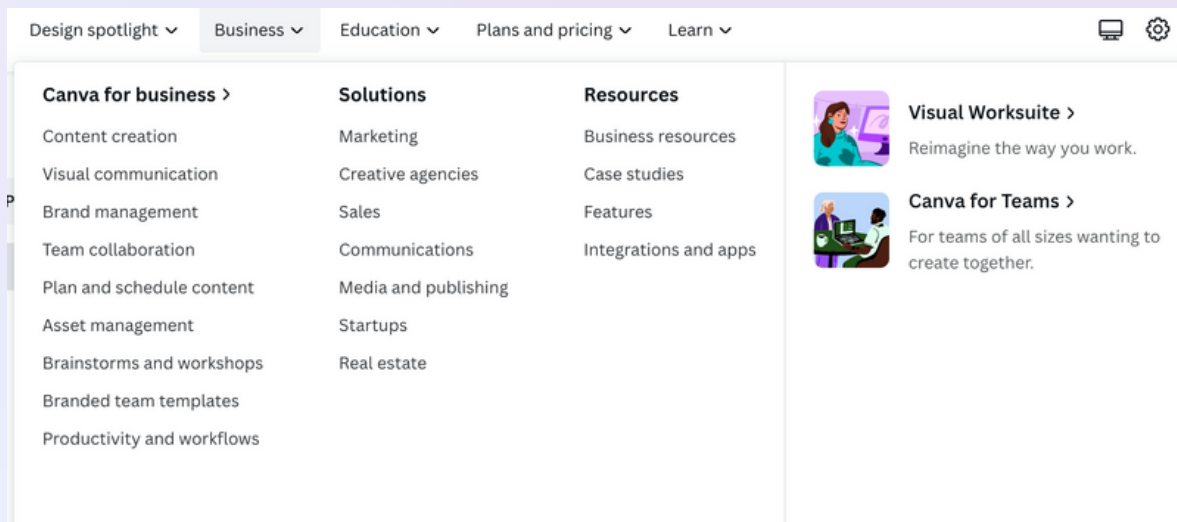 Design spotlight
Business
Education
Plans and pricing
Learn
Canva for business
Content creation
Visual communication
Brand management
Team collaboration
Plan and schedule content
Asset management
Brainstorms and workshops
Branded team templates
Productivity and workflows
Solutions
Marketing
Creative agencies
Sales
Communications
Media and publishing
Startups
Real estate
Resources
Business resources
Case studies
Features
Integrations and apps
Visual Worksuite
Reimagine the way you work.
Canva for Teams
For teams of all sizes wanting to
create together.